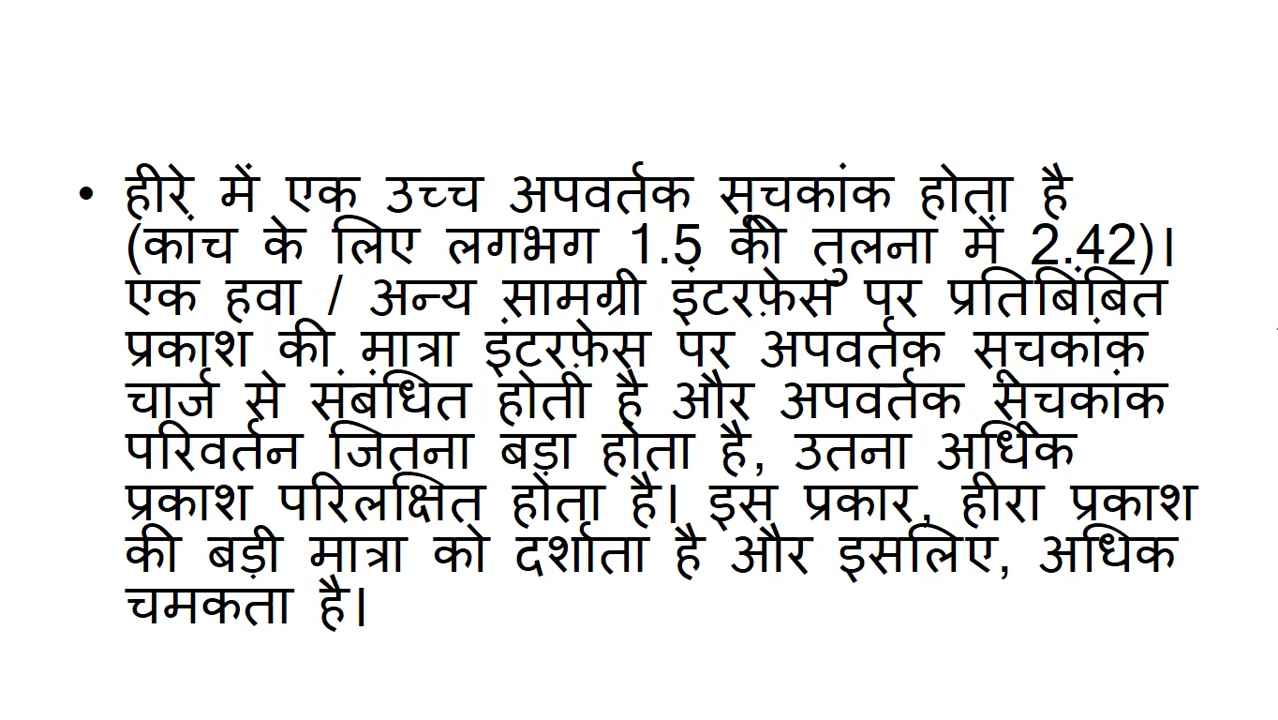 • हीरे में एक उच्च अपवर्तक सूचकांक होता है
(कांच के लिए लगभग 1.5 की तुलना में 2.42)।
एक हवा / अन्य सामग्री इंटरफ़ेस पर प्रतिबिंबित
प्रकाश की मात्रा इंटरफ़ेस पर अपवर्तक सूचकांक
चार्ज से संबंधित होती है और अपवर्तक सूचकांक
परिवर्तन जितना बड़ा होता है, उतना अधिक
प्रकाश परिलक्षित होता है। इस प्रकार, हीरा प्रकाश
की बड़ी मात्रा को दर्शाता है और इसलिए, अधिक
चमकता है।